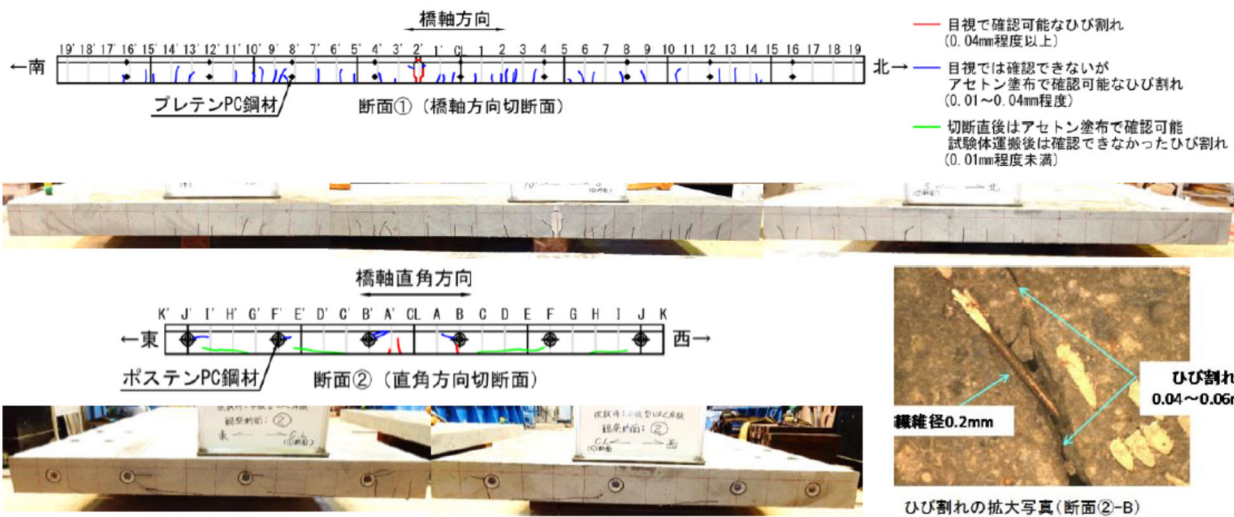 橋軸方向
19' 18' 17' 16' 15' 14' 13' 12' 11' 10' 9' 8' 7' 6' 5' 4' 3' 2' 1' CL 1 2 3 4 5 6 7 8 9 10 11 12 13 14 15 16 17 18 19
←南
北→
プレテンPC鋼材
断面①(橋軸方向切断面)
目視で確認可能なひび割れ
(0.04mm程度以上)
目視では確認できないが
アセトン塗布で確認可能なひび割れ
(0.01~0.04mm程度)
切断直後はアセトン塗布で確認可能
試験体運搬後は確認できなかったひび割れ
(0.01mm程度未満)
橋軸直角方向
K' J' I' H' G' F' E' D' C' B' A' CL A B C D E F G H I J K
←東
西→
ポステンPC鋼材
断面②(直角方向切断面)
②
東
CL
②
CL
西
ひび割れ
0.04~0.06
繊維径0.2mm
ひび割れの拡大写真(断面②-B)